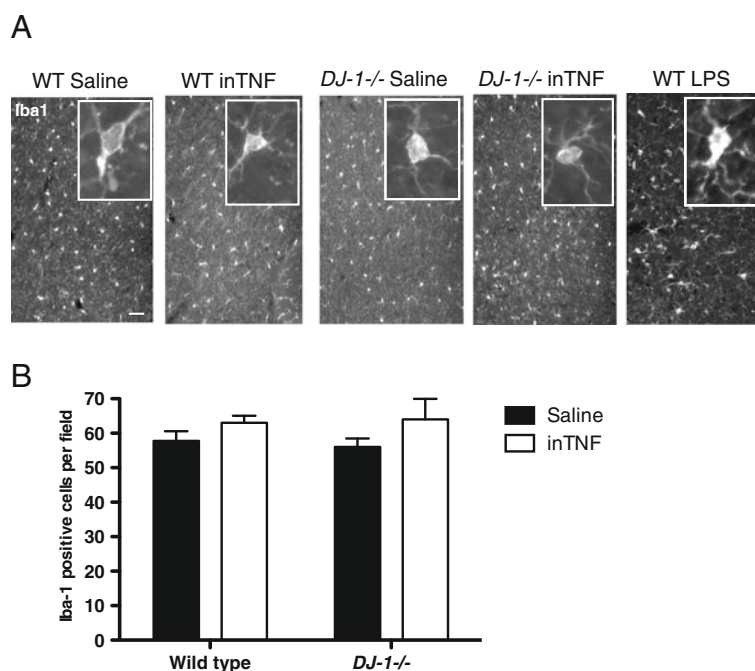 A
WT Saline
WT inTNF
DJ-1-/- Saline
DJ-1-/- inTNF
WT LPS
Iba1
B
Iba-1 positive cells per field
70
60
50
40
30
20
10
0
Wild type
DJ-1-/-
Saline
inTNF